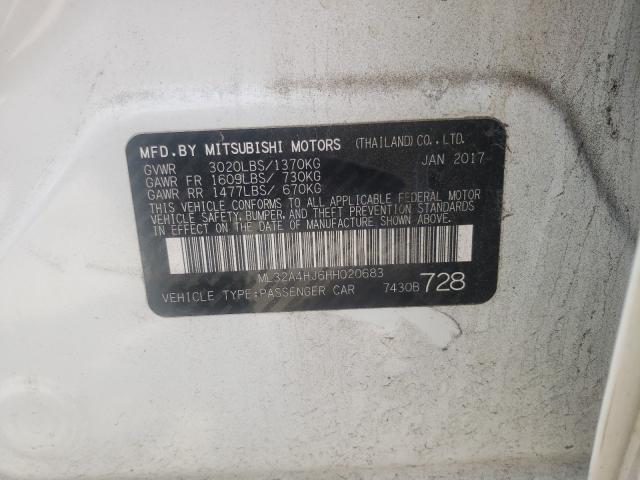 MFD.BY MITSUBISHI MOTORS (THAILAND)CO.,LTD.
GVWR 3020LBS/1370KG JAN 2017
GAWR FR 1609LBS/ 730KG
GAWR RR 1477LBS/ 670KG
THIS VEHICLE CONFORMS TO ALL APPLICABLE FEDERAL MOTOR
VEHICLE SAFETY, BUMPER, AND THEFT PREVENTION STANDARDS
IN EFFECT ON THE DATE OF MANUFACTURE SHOWN ABOVE.
ML32A4HJ6HH020683
VEHICLE TYPE:PASSENGER CAR 7430B 728